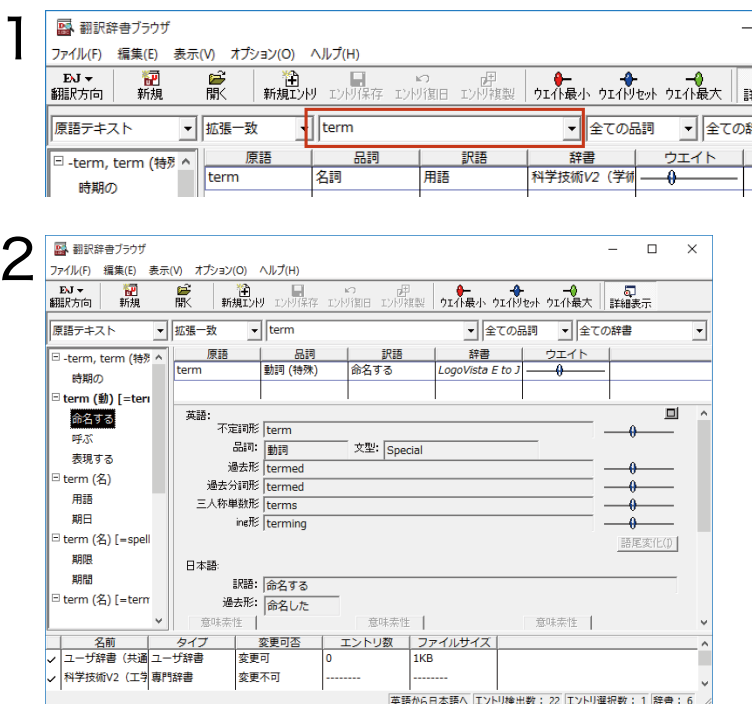 1
翻訳辞書ブラウザ
ファイル(F) 編集(E) 表示(V) オプション(O) ヘルプ(H)
EXJ
翻訳方向 新規 開く 新規エントリ エントリ保存 エントリ復旧 エントリ複製 ウエイト最小 ウエイトリセット ウエイト最大
原語テキスト 拡張一致 term 全ての品詞 全ての
-term, term (特殊 原語 品詞 訳語 辞書 ウエイト
時期の term 名詞 用語 科学技術V2 (学術
2
翻訳辞書ブラウザ
ファイル(F) 編集(E) 表示(V) オプション(O) ヘルプ(H)
EXJ
翻訳方向 新規 開く 新規エントリ エントリ保存 エントリ復旧 エントリ複製 ウエイト最小 ウエイトリセット ウエイト最大 詳細表示
原語テキスト 拡張一致 term 全ての品詞 全ての辞書
-term, term (特殊 原語 品詞 訳語 辞書 ウエイト
時期の term 動詞 (特殊) 命名する LogoVista E to J
term (動) [=teri
命名する 英語:
呼ぶ 不定詞形 term
表現する 品詞: 動詞 文型: Special
term (名) 過去形 termed
用語 過去分詞形 termed
期日 三人称単数形 terms
term (名) [=spell ing形 terming
期限 語尾変化(I)
期間 日本語:
term (名) [=term 訳語: 命名する
過去形: 命名した
意味素性 意味素性 意味素性
名前 タイプ 変更可否 エントリ数 ファイルサイズ
ユーザ辞書 (共通 ユーザ辞書 変更可 0 1KB
科学技術V2 (工学 専門辞書 変更不可 -------- --------
英語から日本語へ エントリ検出数: 22 エントリ選択数: 1 辞書: 6